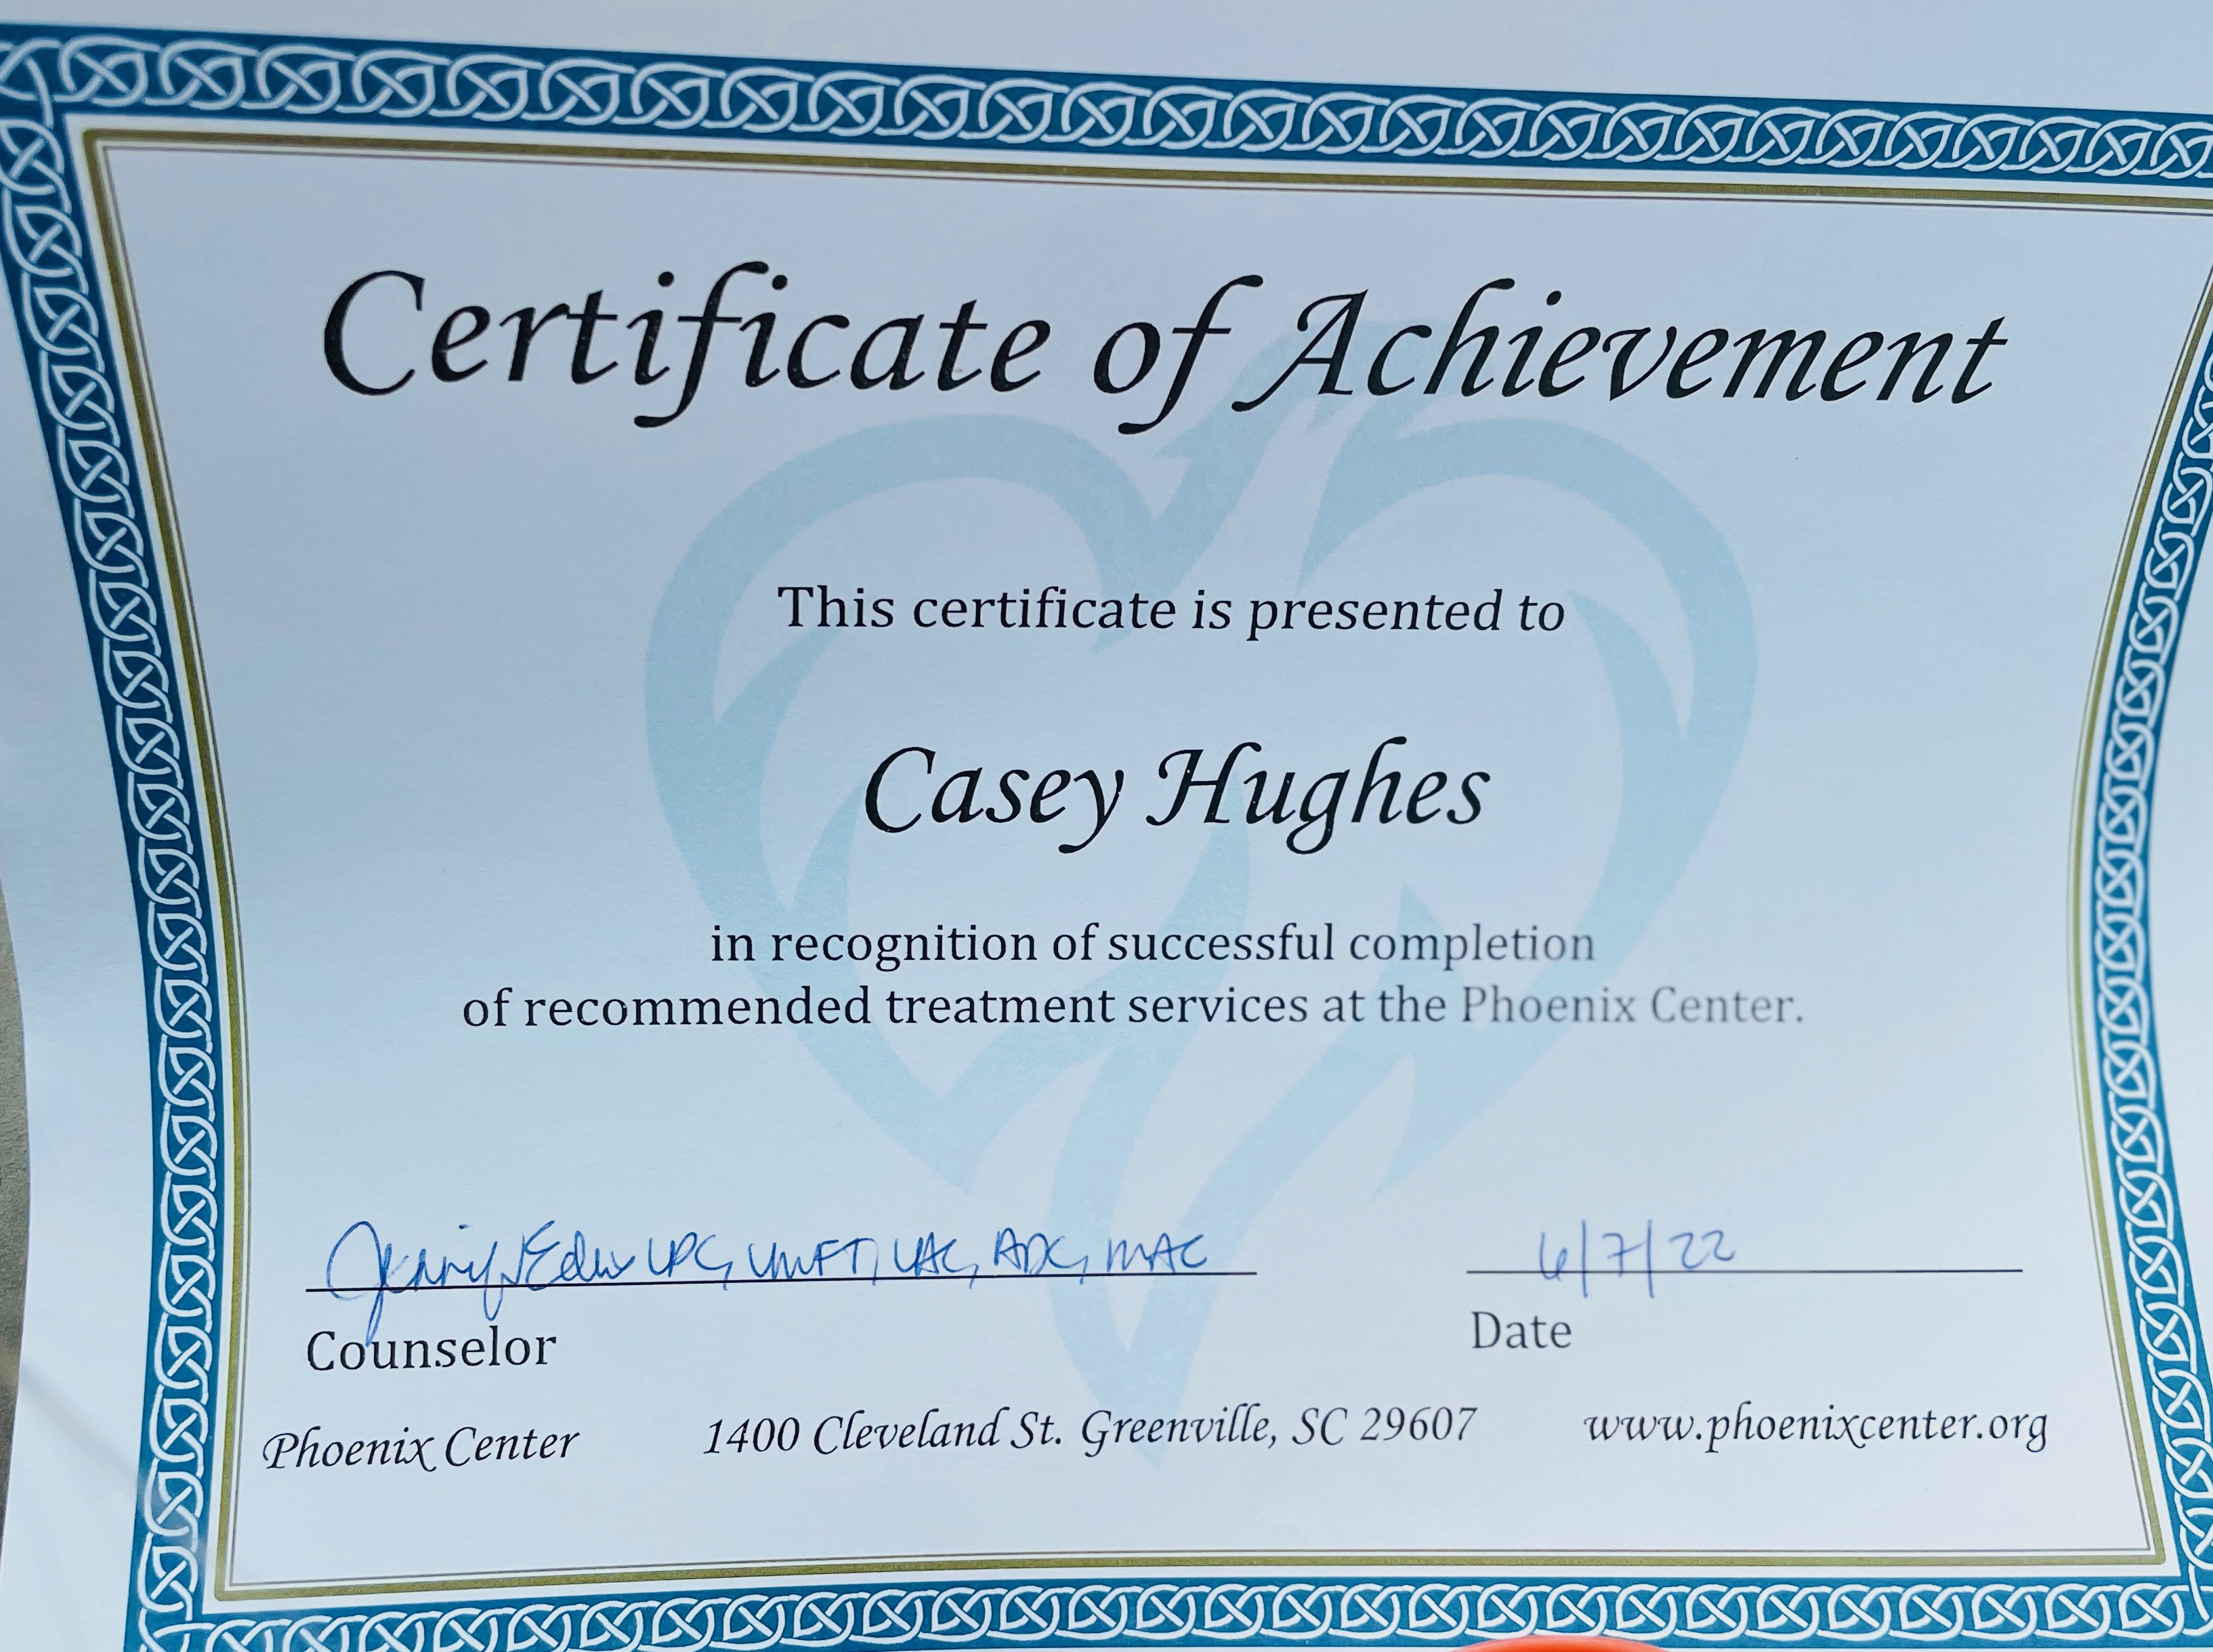 Certificate of Achievement
This certificate is presented to
Casey Hughes
in recognition of successful completion
of recommended treatment services at the Phoenix Center.
LPC, LMFT, LAC, ADC, MAC 6/7/22
Counselor Date
Phoenix Center 1400 Cleveland St. Greenville, SC 29607 www.phoenixcenter.org